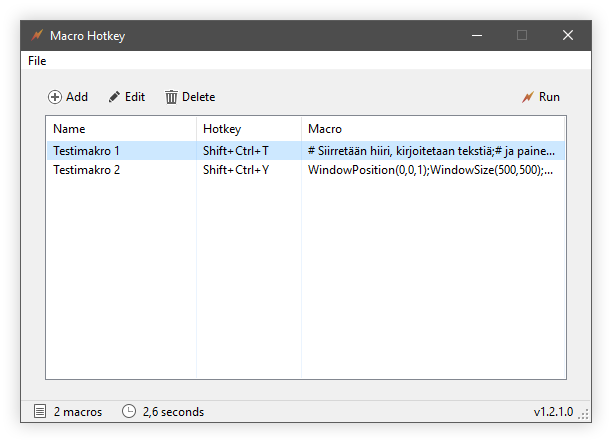 Macro Hotkey
File
Add Edit Delete Run
Name Hotkey Macro
Testimakro 1 Shift+Ctrl+T # Siirretään hiiri, kirjoitetaan tekstiä;# ja paine...
Testimakro 2 Shift+Ctrl+Y WindowPosition(0,0,1);WindowSize(500,500);...
2 macros 2,6 seconds v1.2.1.0